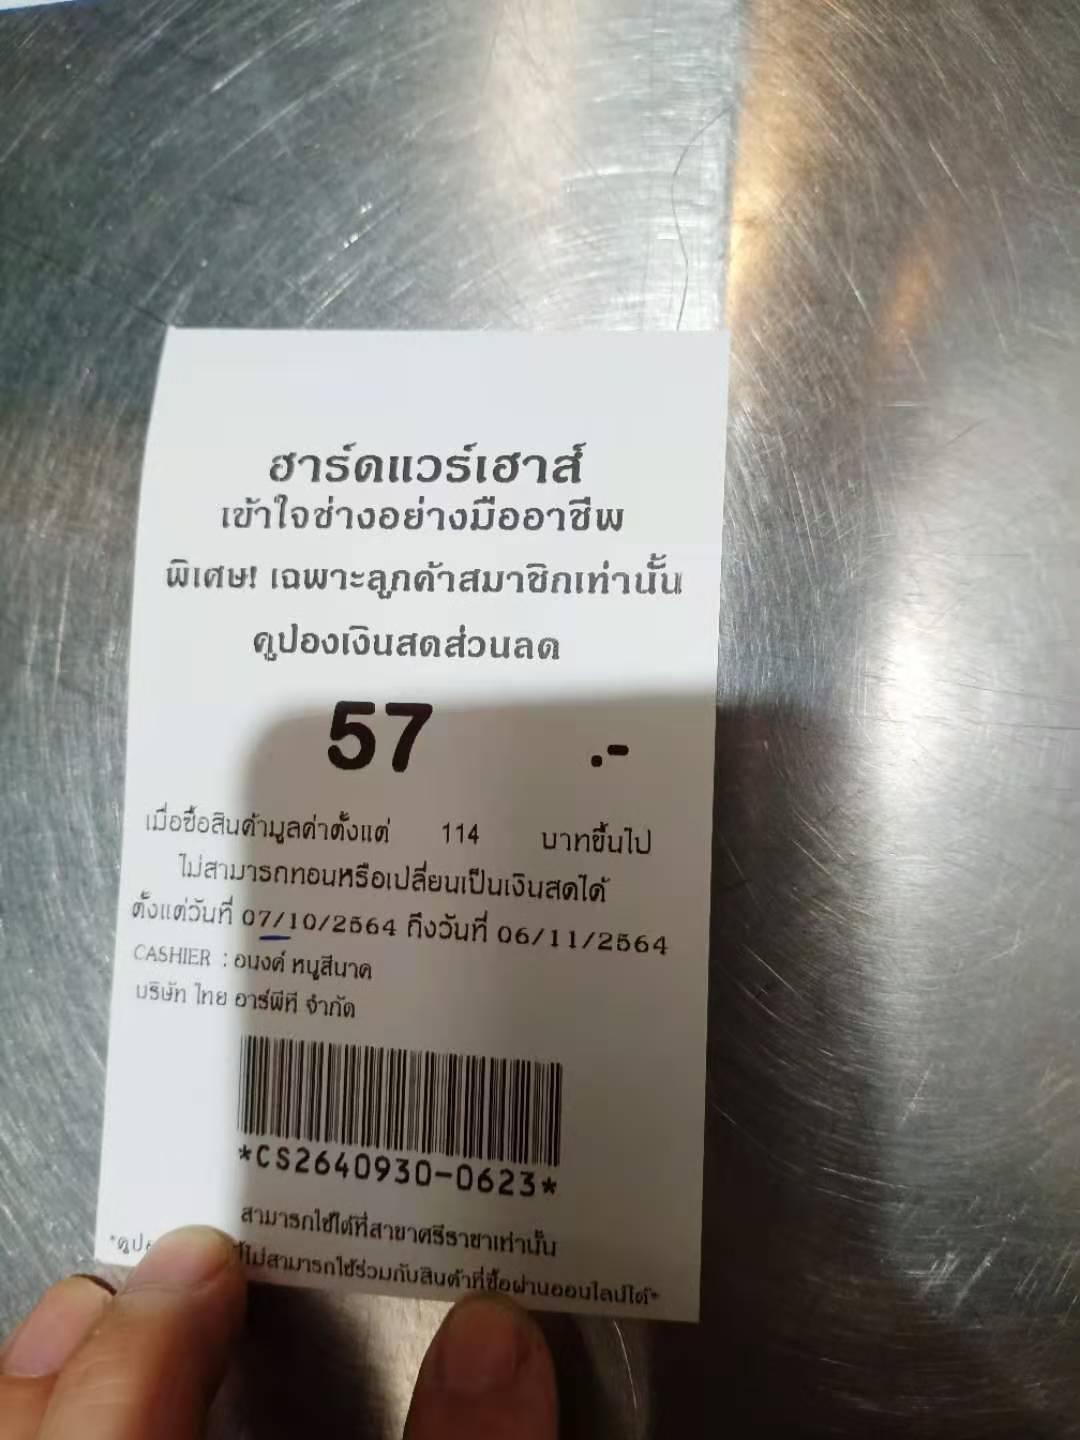 ฮาร์ดแวร์เฮาส์
เข้าใจช่างอย่างมืออาชีพ
พิเศษ! เฉพาะลูกค้าสมาชิกเท่านั้น
คูปองเงินสดส่วนลด
57 .-
เมื่อซื้อสินค้ามูลค่าตั้งแต่ 114 บาทขึ้นไป
ไม่สามารถทอนหรือเปลี่ยนเป็นเงินสดได้
ตั้งแต่วันที่ 07/10/2564 ถึงวันที่ 06/11/2564
CASHIER : อนงค์ หนูสีนาค
บริษัท ไทย อาร์พีที จำกัด
*CS2640930-0623*
สามารถใช้ได้ที่สาขาศรีราชาเท่านั้น
ไม่สามารถใช้ร่วมกับสินค้าที่ซื้อผ่านออนไลน์ได้*